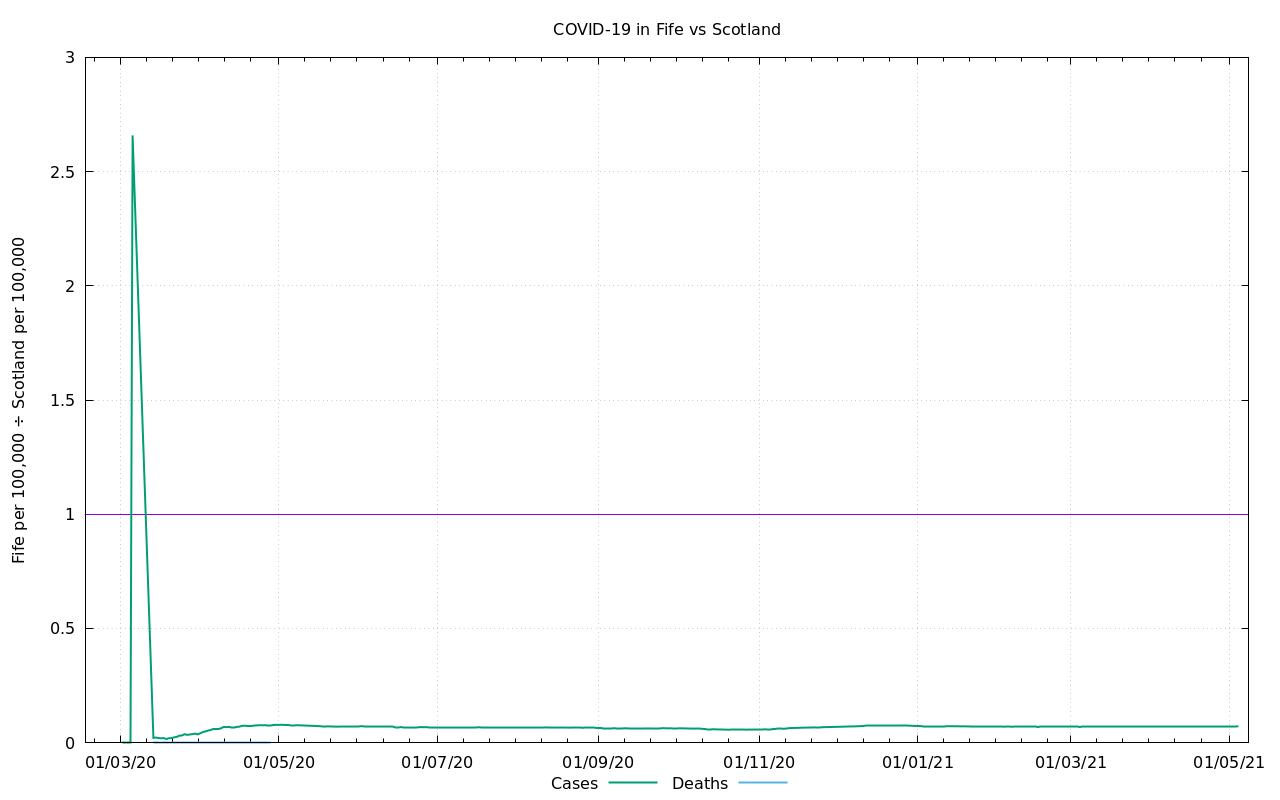 COVID-19 in Fife vs Scotland
Fife per 100,000 ÷ Scotland per 100,000
3
2.5
2
1.5
1
0.5
0
01/03/20 01/05/20 01/07/20 01/09/20 01/11/20 01/01/21 01/03/21 01/05/21
Cases Deaths